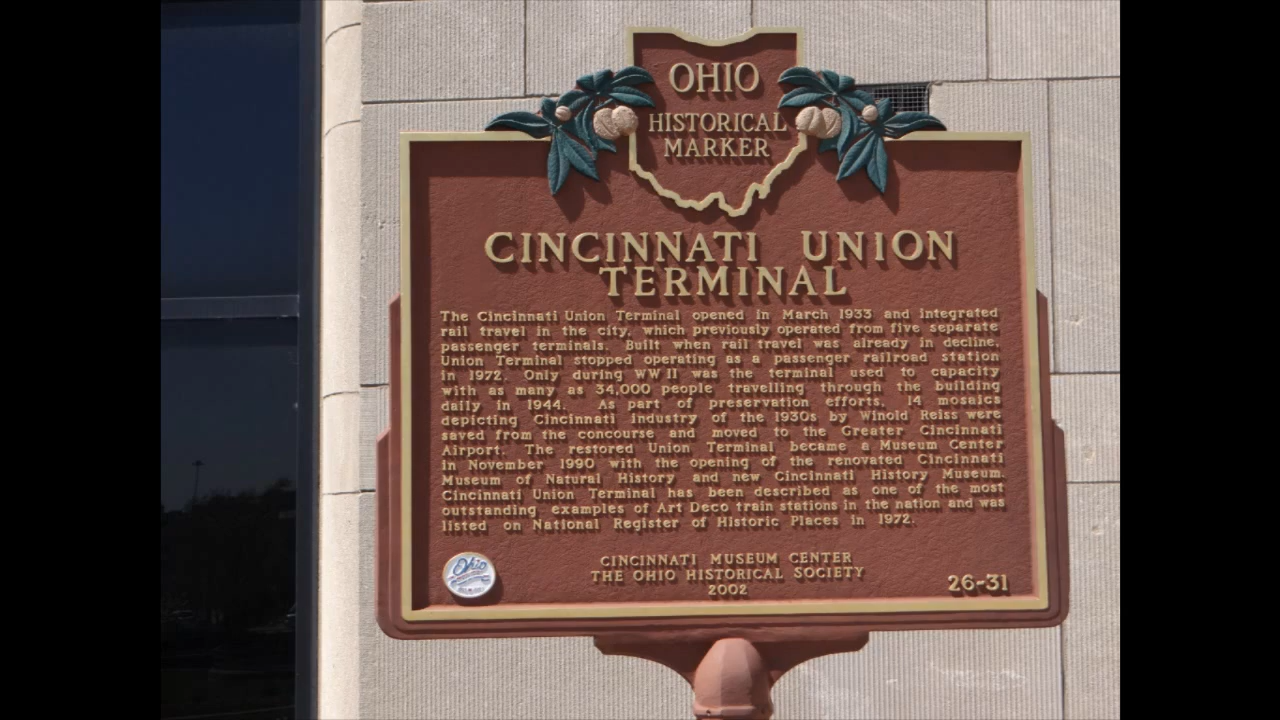 OHIO
HISTORICAL
MARKER
CINCINNATI UNION
TERMINAL
The Cincinnati Union Terminal opened in March 1933 and integrated
rail travel in the city, which previously operated from five separate
passenger terminals. Built when rail travel was already in decline,
Union Terminal stopped operating as a passenger railroad station
in 1972. Only during WW II was the terminal used to capacity
with as many as 34,000 people travelling through the building
daily in 1944. As part of preservation efforts, 14 mosaics
depicting Cincinnati industry of the 1930s by Winold Reiss were
saved from the concourse and moved to the Greater Cincinnati
Airport. The restored Union Terminal became a Museum Center
in November 1990 with the opening of the renovated Cincinnati
Museum of Natural History and new Cincinnati History Museum.
Cincinnati Union Terminal has been described as one of the most
outstanding examples of Art Deco train stations in the nation and was
listed on National Register of Historic Places in 1972.
CINCINNATI MUSEUM CENTER
THE OHIO HISTORICAL SOCIETY
2002
26-31
Ohio